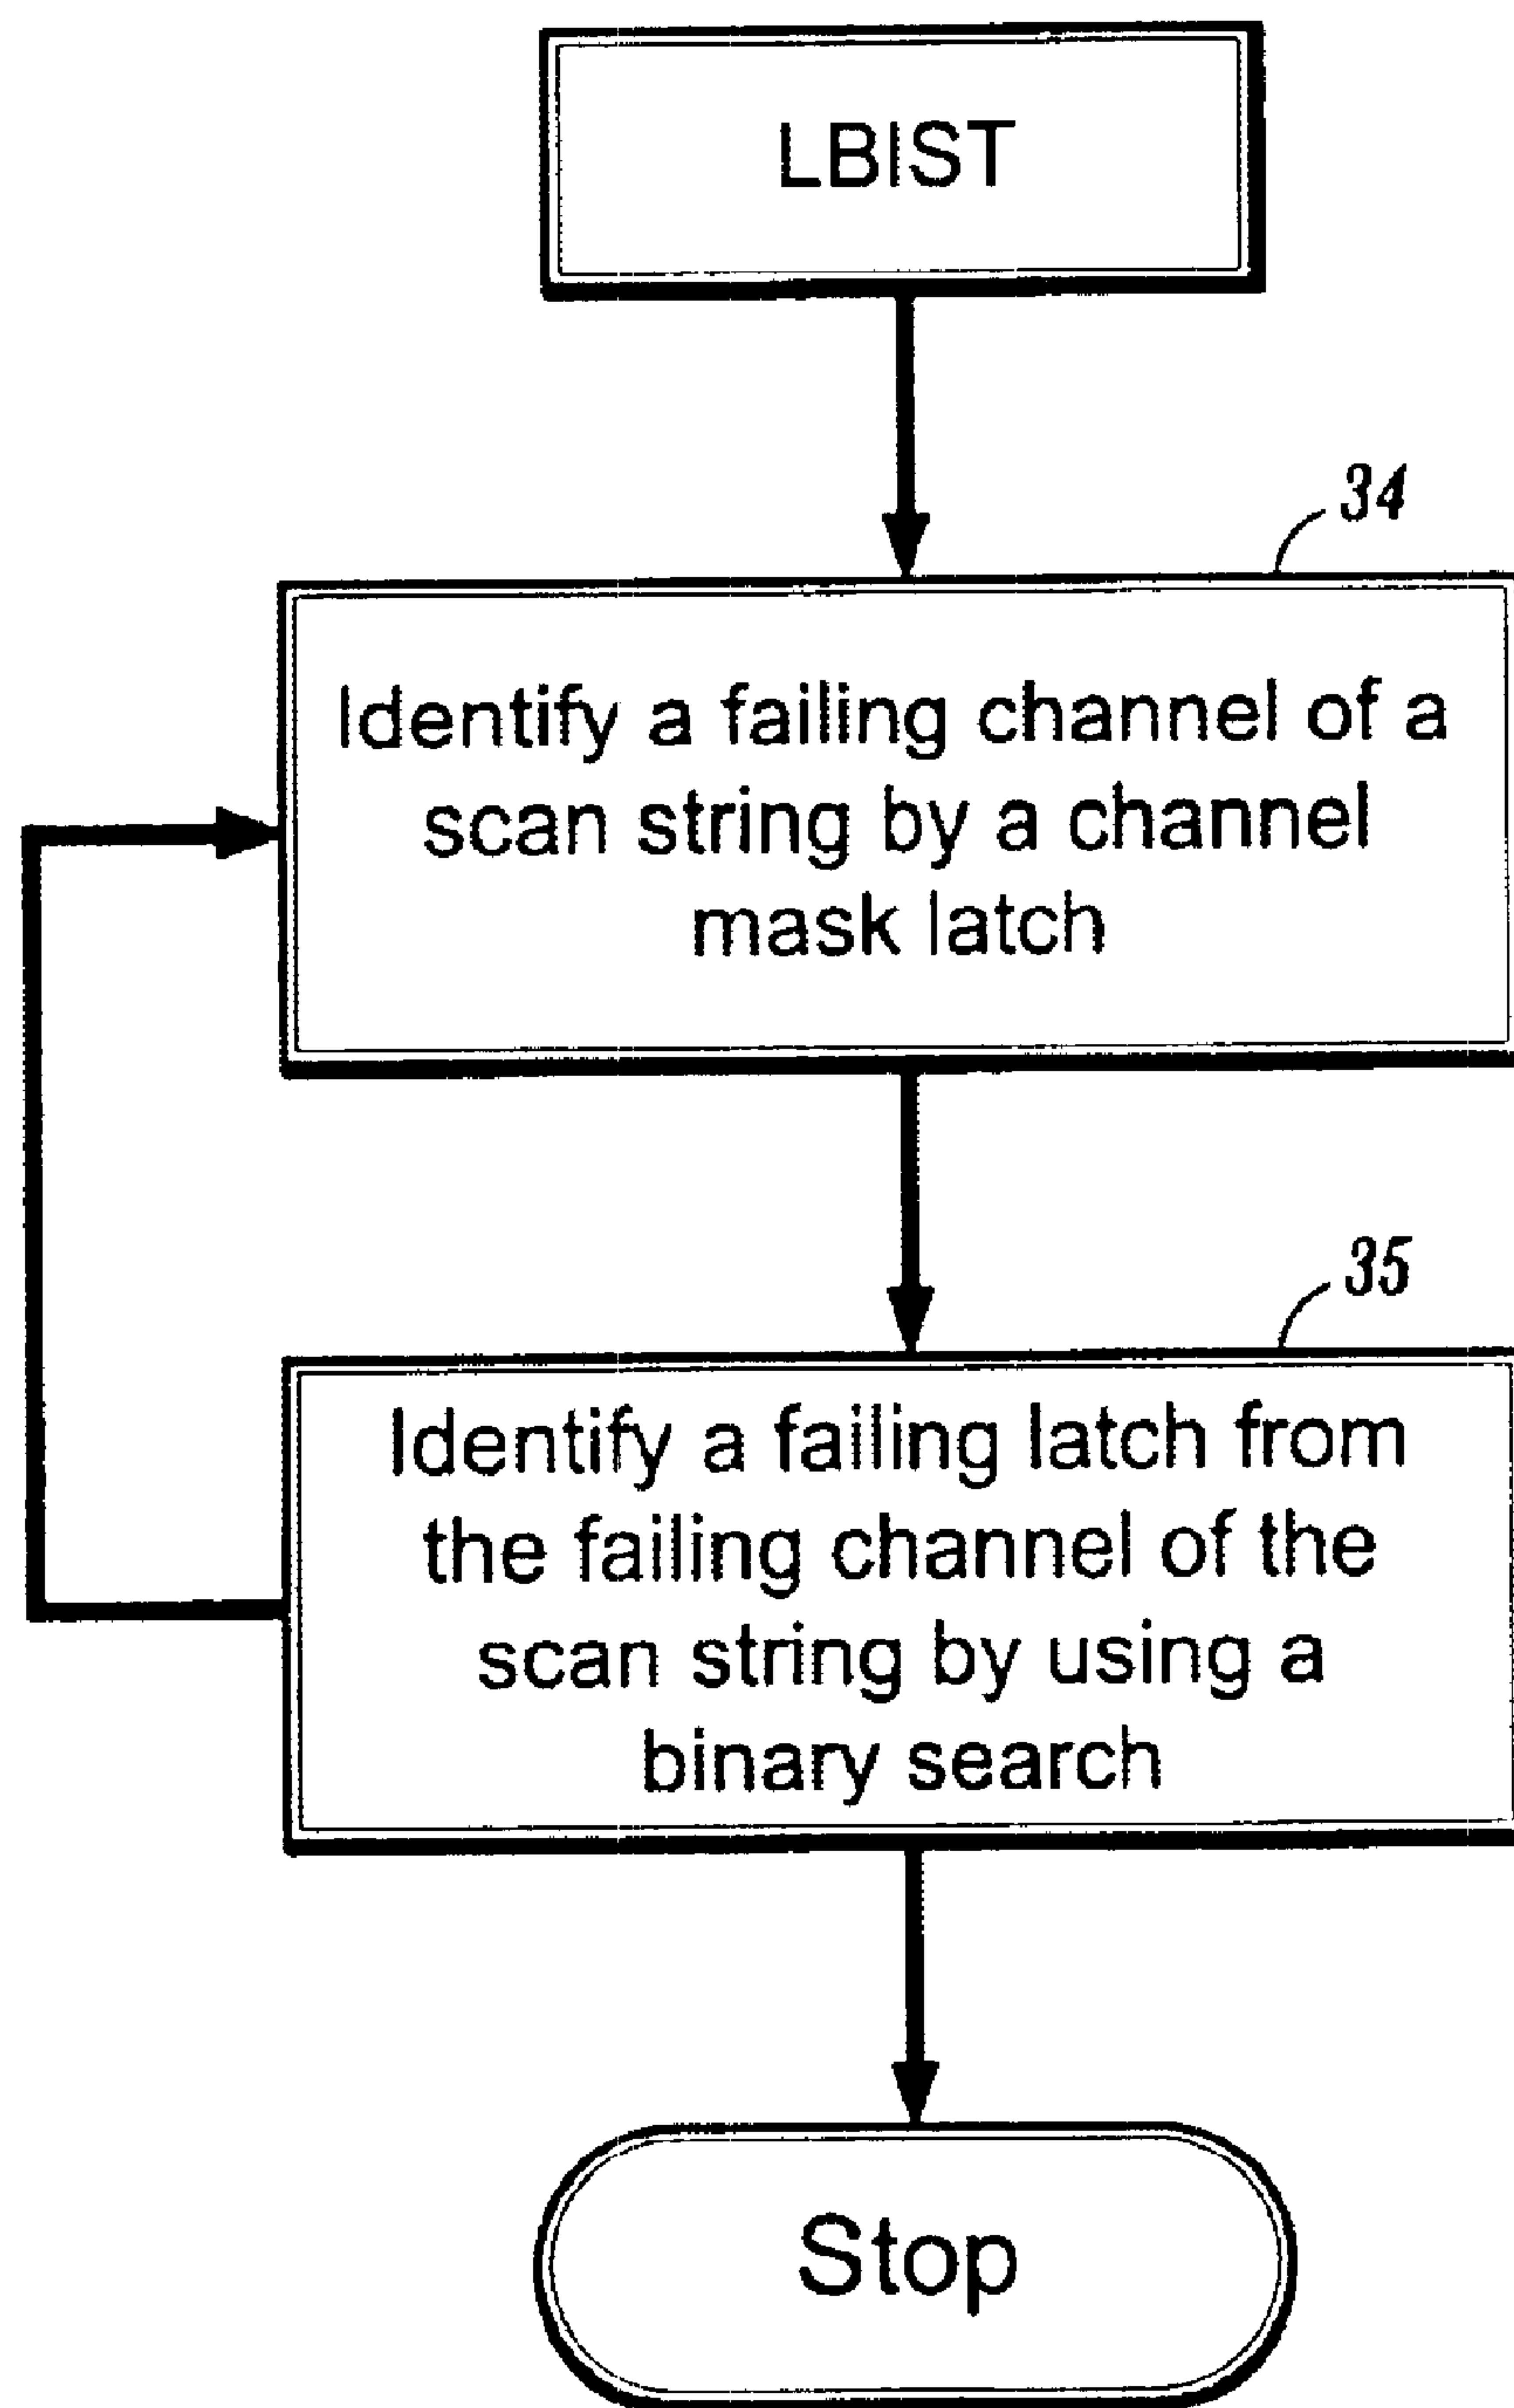 LBIST
34
Identify a failing channel of a
scan string by a channel
mask latch
35
Identify a failing latch from
the failing channel of the
scan string by using a
binary search
Stop